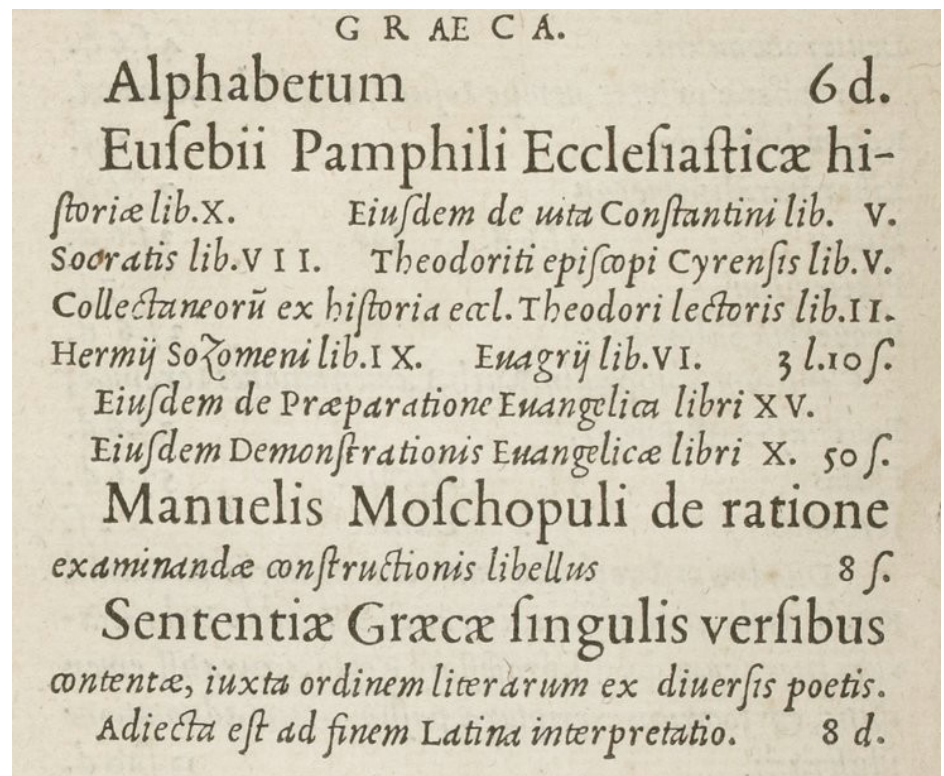 GRAECA.
Alphabetum 6 d.
Euſebii Pamphili Eccleſiaſticæ hi-
ſtoriæ lib.X. Eiuſdem de uita Conſtantini lib. V.
Socratis lib.VII. Theodoriti epiſcopi Cyrenſis lib.V.
Collectaneorū ex hiſtoria eccl. Theodori lectoris lib.II.
Hermij Sozomeni lib.IX. Euagrij lib.VI. 3 l.10 ſ.
Eiuſdem de Præparatione Euangelica libri XV.
Eiuſdem Demonſtrationis Euangelicæ libri X. 50 ſ.
Manuelis Moſchopuli de ratione
examinandæ conſtructionis libellus 8 ſ.
Sententiæ Græcæ ſingulis verſibus
contentæ, iuxta ordinem literarum ex diuerſis poetis.
Adiecta eſt ad finem Latina interpretatio. 8 d.